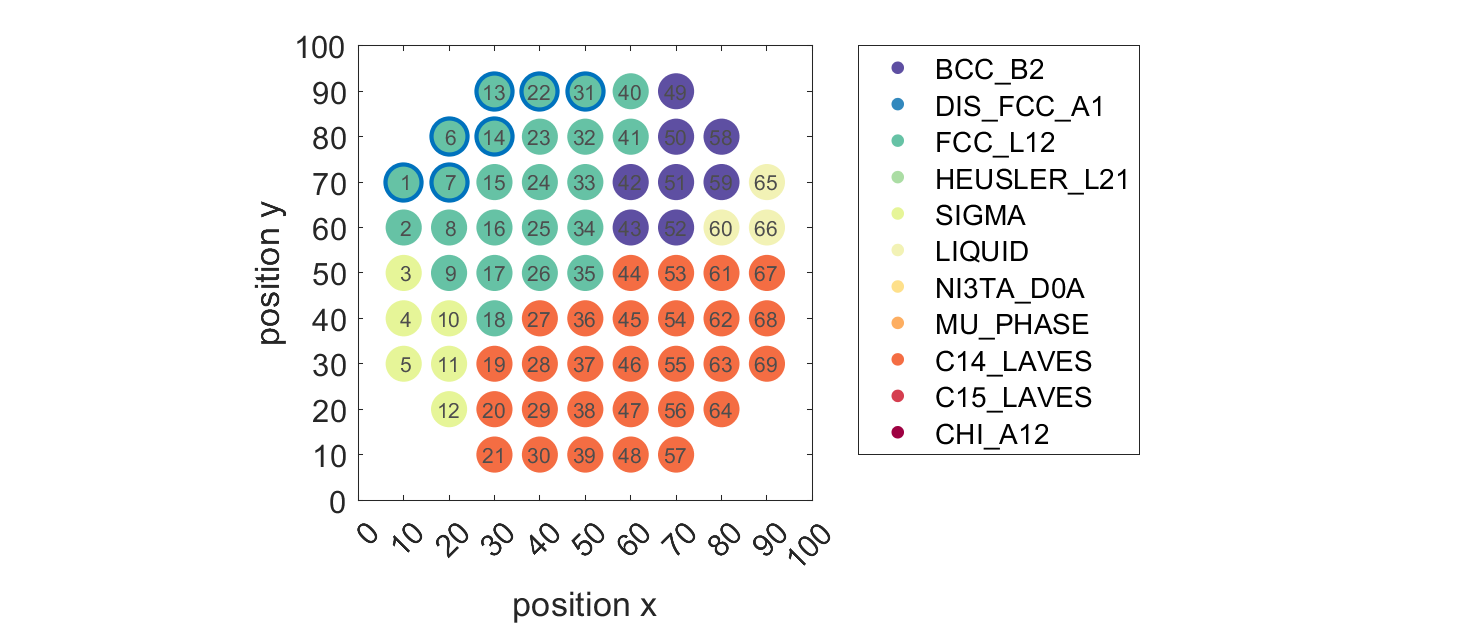 100
90
80
70
60
50
40
30
20
10
0
position y
13 22 31 40 49
6 14 23 32 41 50 58
1 7 15 24 33 42 51 59 65
2 8 16 25 34 43 52 60 66
3 9 17 26 35 44 53 61 67
4 10 18 27 36 45 54 62 68
5 11 19 28 37 46 55 63 69
12 20 29 38 47 56 64
21 30 39 48 57
0 10 20 30 40 50 60 70 80 90 100
position x
BCC_B2
DIS_FCC_A1
FCC_L12
HEUSLER_L21
SIGMA
LIQUID
NI3TA_D0A
MU_PHASE
C14_LAVES
C15_LAVES
CHI_A12